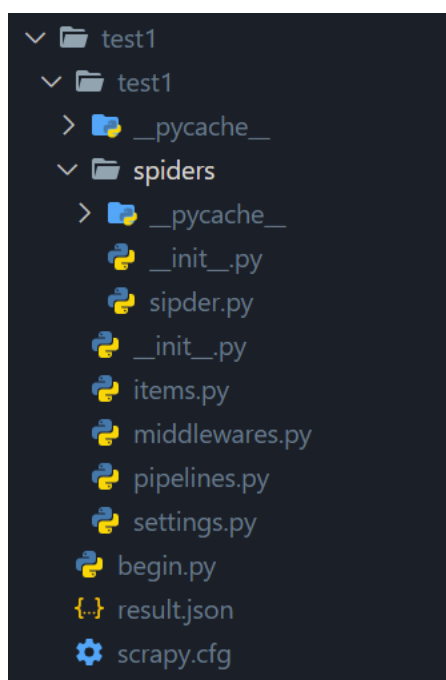 test1
test1
__pycache__
spiders
__pycache__
__init__.py
sipder.py
__init__.py
items.py
middlewares.py
pipelines.py
settings.py
begin.py
{..} result.json
scrapy.cfg